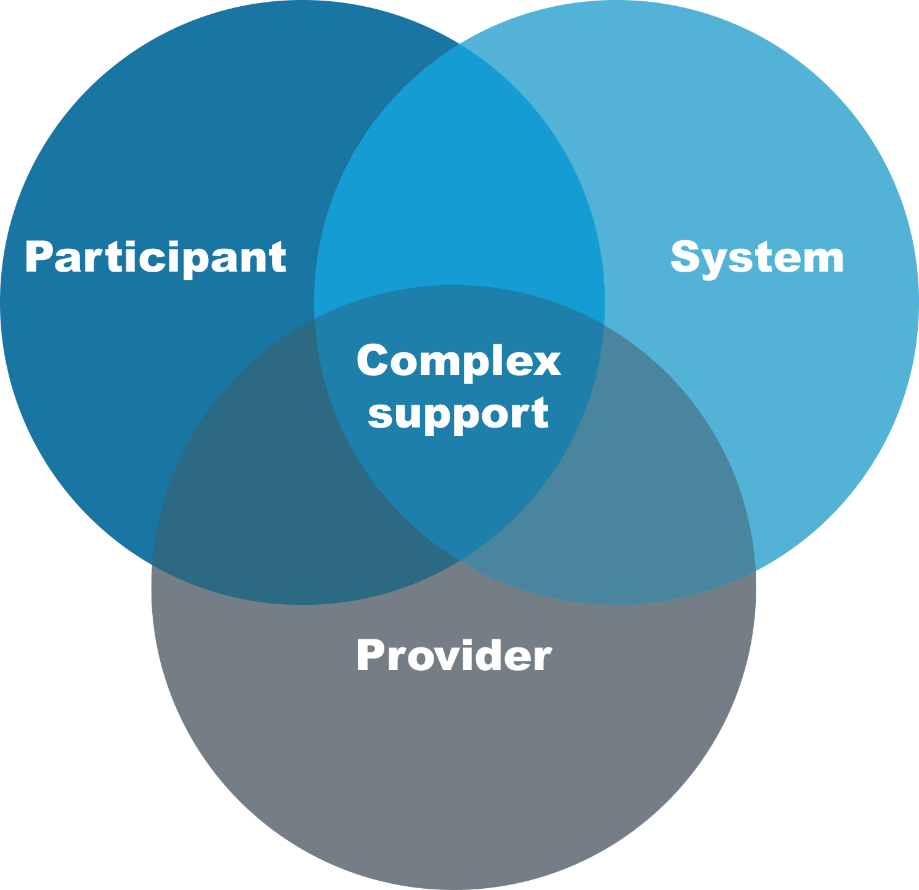 Participant
System
Complex
support
Provider